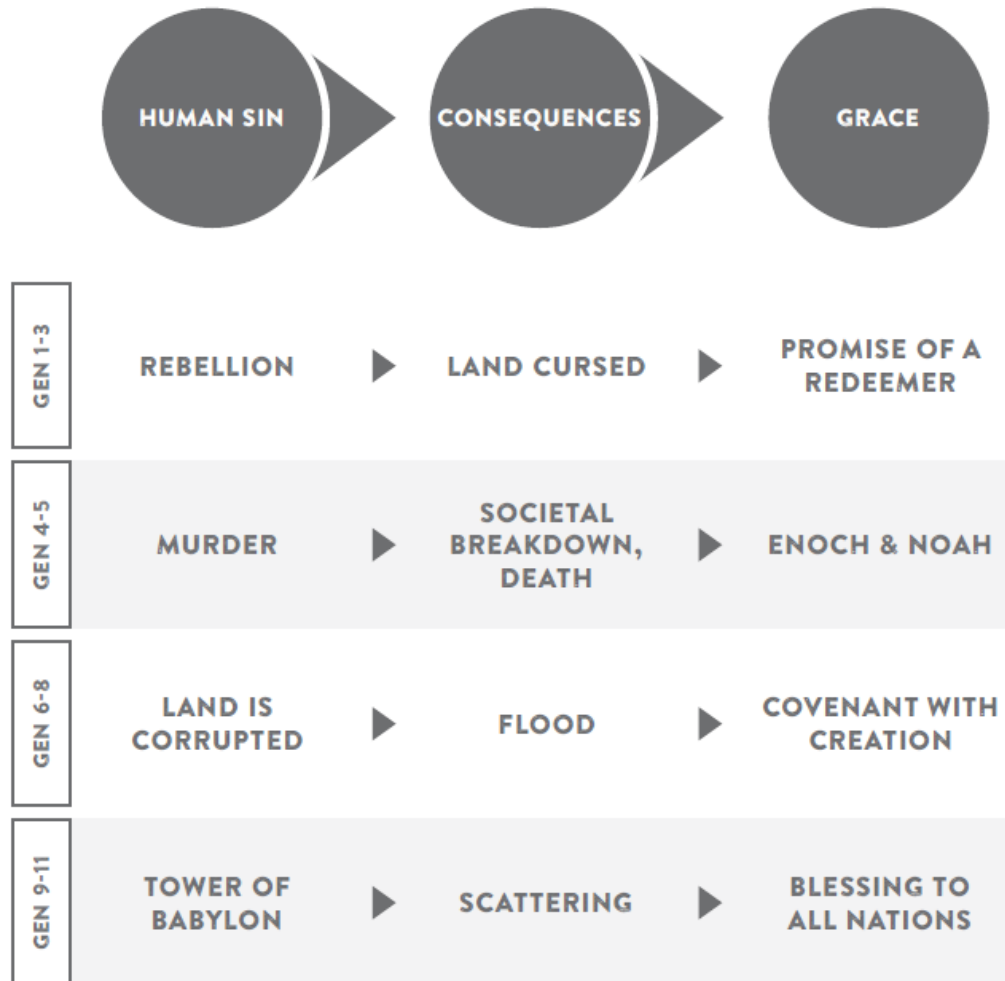 HUMAN SIN
CONSEQUENCES
GRACE
GEN 1-3
REBELLION
LAND CURSED
PROMISE OF A
REDEEMER
GEN 4-5
MURDER
SOCIETAL
BREAKDOWN,
DEATH
ENOCH & NOAH
GEN 6-8
LAND IS
CORRUPTED
FLOOD
COVENANT WITH
CREATION
GEN 9-11
TOWER OF
BABYLON
SCATTERING
BLESSING TO
ALL NATIONS